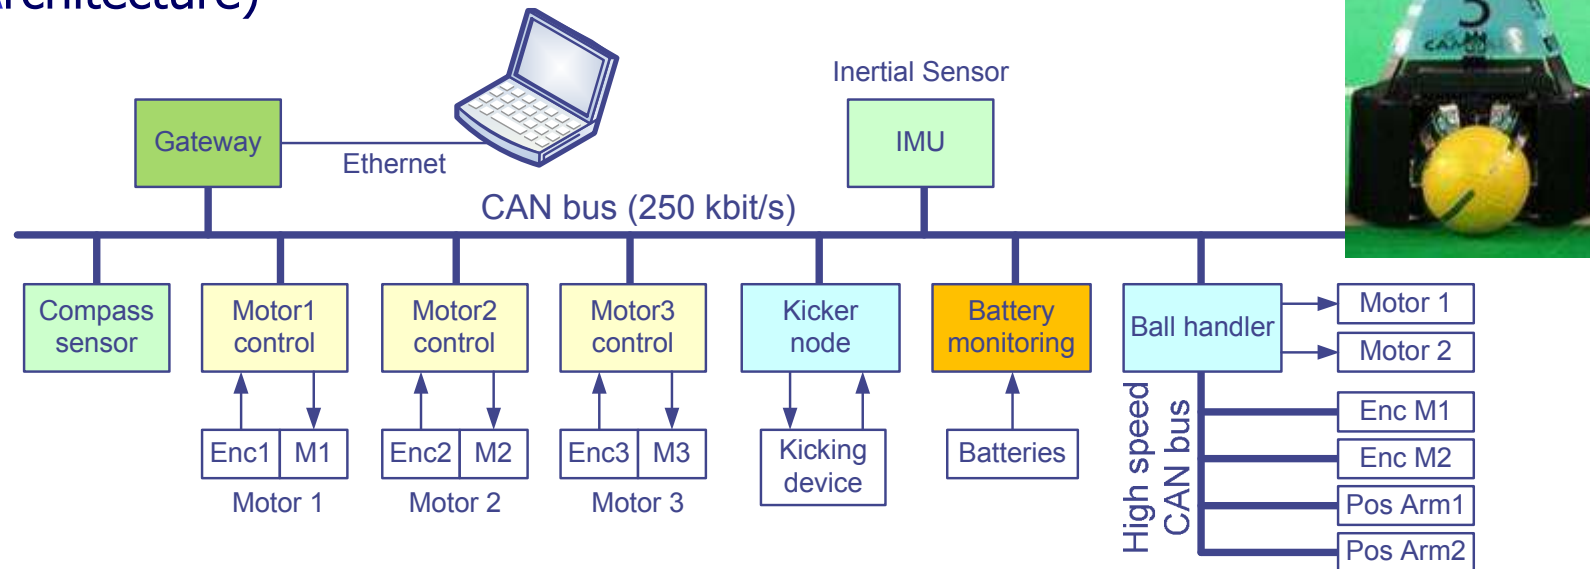 Architecture)
Inertial Sensor
Gateway
Ethernet
IMU
CAN bus (250 kbit/s)
Compass
sensor
Motor1
control
Motor2
control
Motor3
control
Kicker
node
Battery
monitoring
Ball handler
Motor 1
Motor 2
Enc1
M1
Enc2
M2
Enc3
M3
Kicking
device
Batteries
Motor 1
Motor 2
Motor 3
High speed
CAN bus
Enc M1
Enc M2
Pos Arm1
Pos Arm2